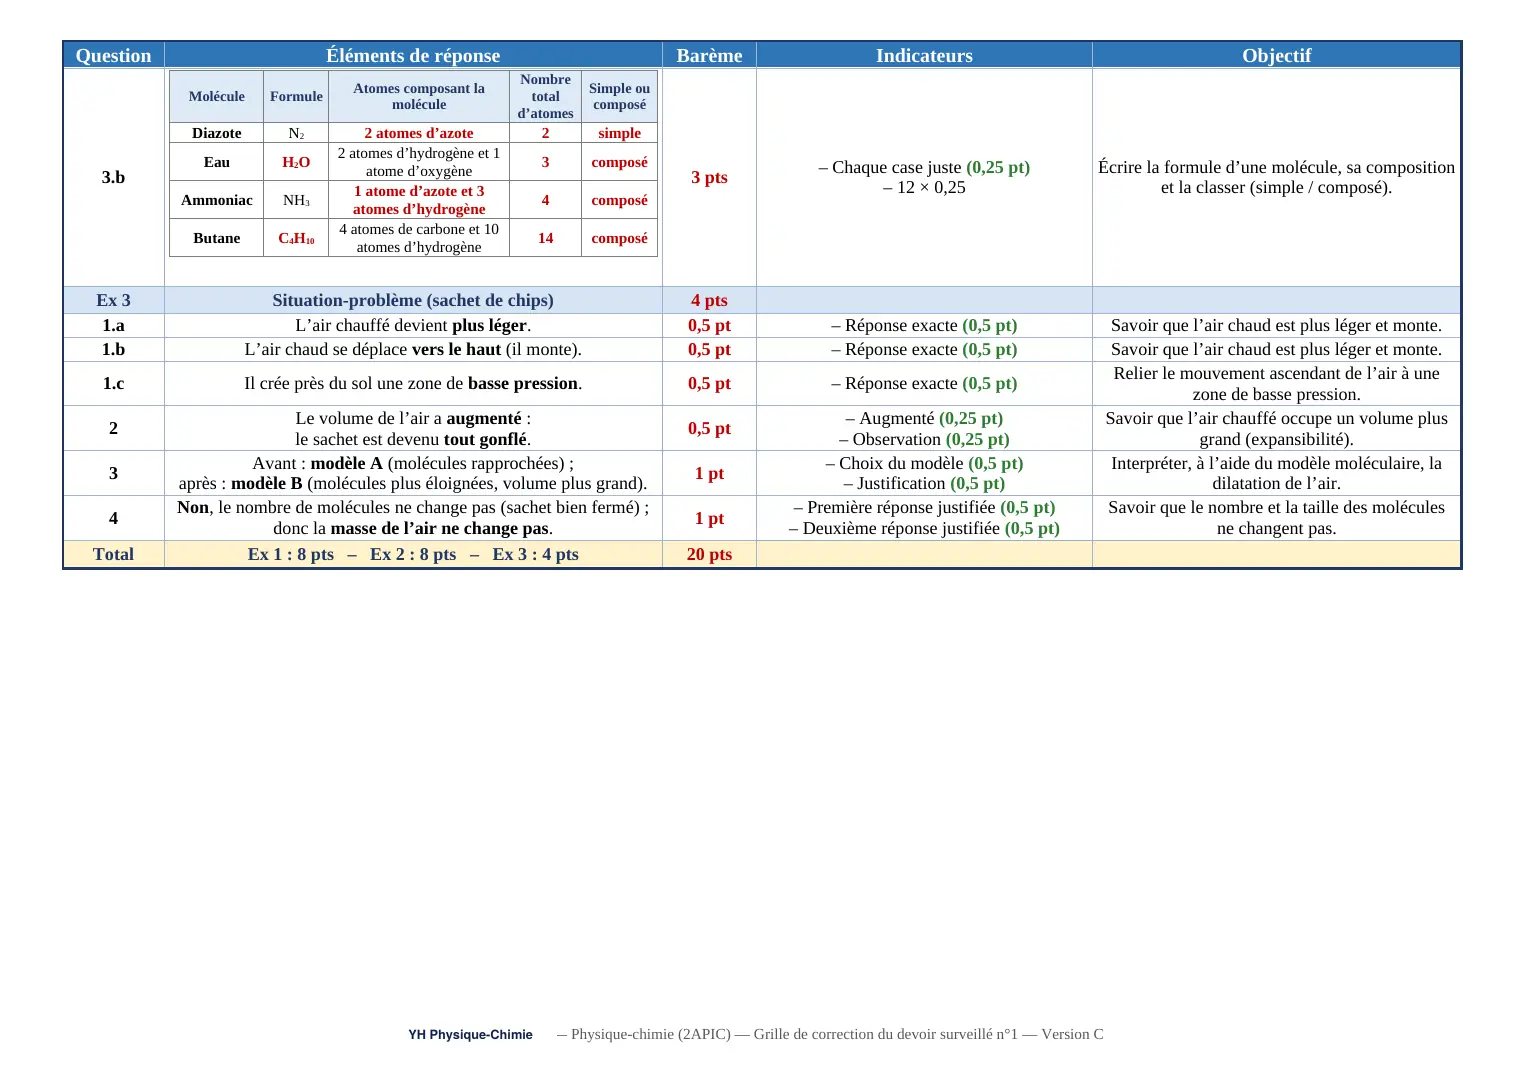 Question Éléments de réponse Barème Indicateurs Objectif
Molécule Formule Atomes composant la molécule Nombre total d’atomes Simple ou composé
Diazote N₂ 2 atomes d’azote 2 simple
Eau H₂O 2 atomes d’hydrogène et 1 atome d’oxygène 3 composé
Ammoniac NH₃ 1 atome d’azote et 3 atomes d’hydrogène 4 composé
Butane C₄H₁₀ 4 atomes de carbone et 10 atomes d’hydrogène 14 composé
3.b
3 pts
– Chaque case juste (0,25 pt)
– 12 × 0,25
Écrire la formule d’une molécule, sa composition
et la classer (simple / composé).
Ex 3 Situation-problème (sachet de chips) 4 pts
1.a L’air chauffé devient plus léger. 0,5 pt – Réponse exacte (0,5 pt) Savoir que l’air chaud est plus léger et monte.
1.b L’air chaud se déplace vers le haut (il monte). 0,5 pt – Réponse exacte (0,5 pt) Savoir que l’air chaud est plus léger et monte.
1.c Il crée près du sol une zone de basse pression. 0,5 pt – Réponse exacte (0,5 pt)
Relier le mouvement ascendant de l’air à une
zone de basse pression.
2
Le volume de l’air a augmenté :
le sachet est devenu tout gonflé.
0,5 pt
– Augmenté (0,25 pt)
– Observation (0,25 pt)
Savoir que l’air chauffé occupe un volume plus
grand (expansibilité).
3
Avant : modèle A (molécules rapprochées) ;
après : modèle B (molécules plus éloignées, volume plus grand).
1 pt
– Choix du modèle (0,5 pt)
– Justification (0,5 pt)
Interpréter, à l’aide du modèle moléculaire, la
dilatation de l’air.
4
Non, le nombre de molécules ne change pas (sachet bien fermé) ;
donc la masse de l’air ne change pas.
1 pt
– Première réponse justifiée (0,5 pt)
– Deuxième réponse justifiée (0,5 pt)
Savoir que le nombre et la taille des molécules
ne changent pas.
Total Ex 1 : 8 pts – Ex 2 : 8 pts – Ex 3 : 4 pts 20 pts
YH Physique-Chimie — Physique-chimie (2APIC) — Grille de correction du devoir surveillé n°1 — Version C